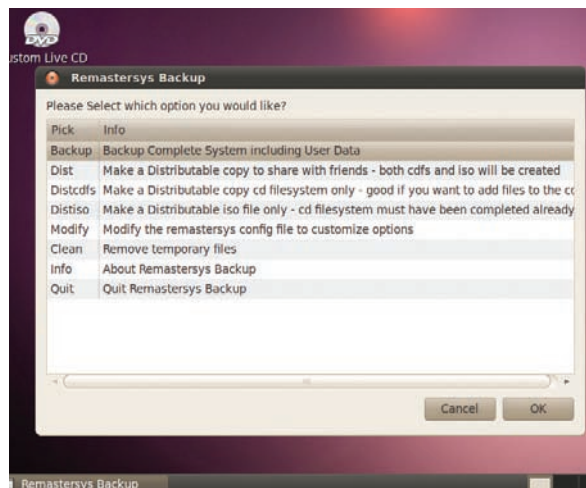 DVD
ustom Live CD
Remastersys Backup
Please Select which option you would like?
Pick Info
Backup Backup Complete System including User Data
Dist Make a Distributable copy to share with friends - both cdfs and iso will be created
Distcdfs Make a Distributable copy cd filesystem only - good if you want to add files to the cc
Distiso Make a Distributable iso file only - cd filesystem must have been completed already
Modify Modify the remastersys config file to customize options
Clean Remove temporary files
Info About Remastersys Backup
Quit Quit Remastersys Backup
Cancel OK
Remastersys Backup